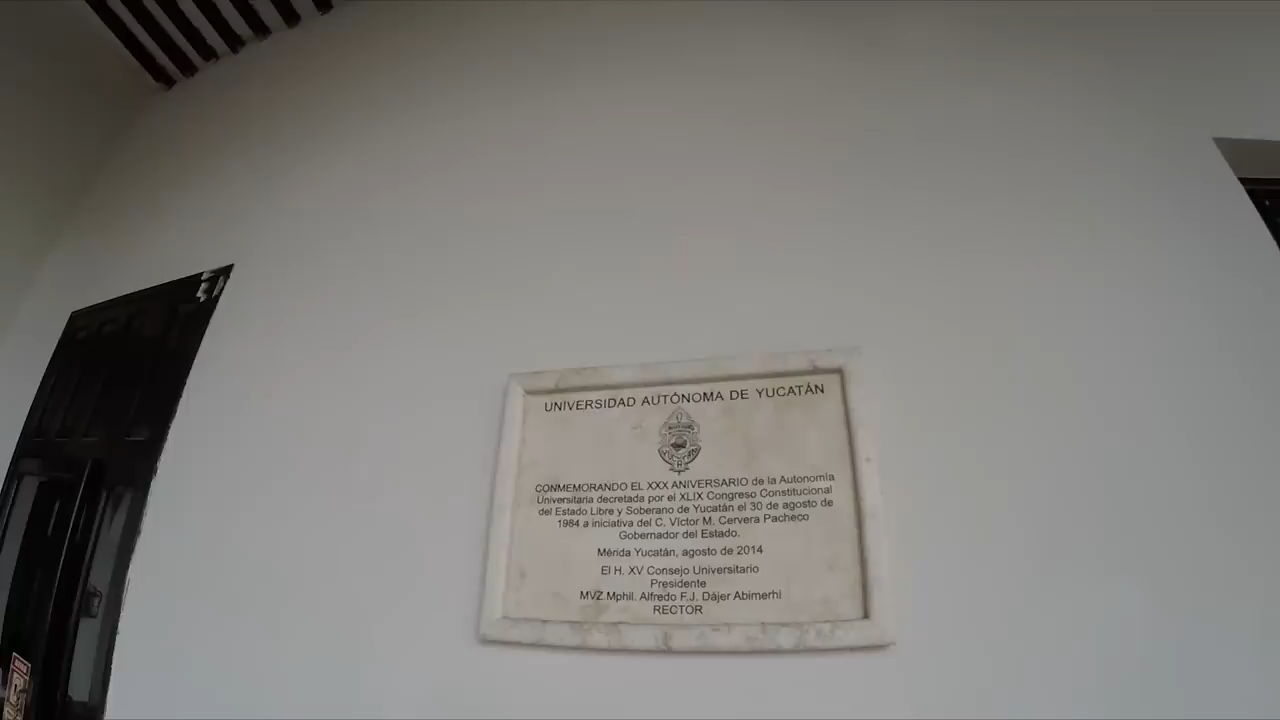 UNIVERSIDAD AUTÓNOMA DE YUCATÁN
CONMEMORANDO EL XXX ANIVERSARIO de la Autonomía
Universitaria decretada por el XLIX Congreso Constitucional
del Estado Libre y Soberano de Yucatán el 30 de agosto de
1984 a iniciativa del C. Víctor M. Cervera Pacheco
Gobernador del Estado.
Mérida Yucatán, agosto de 2014
El H. XV Consejo Universitario
Presidente
MVZ.Mphil. Alfredo F.J. Dájer Abimerhi
RECTOR